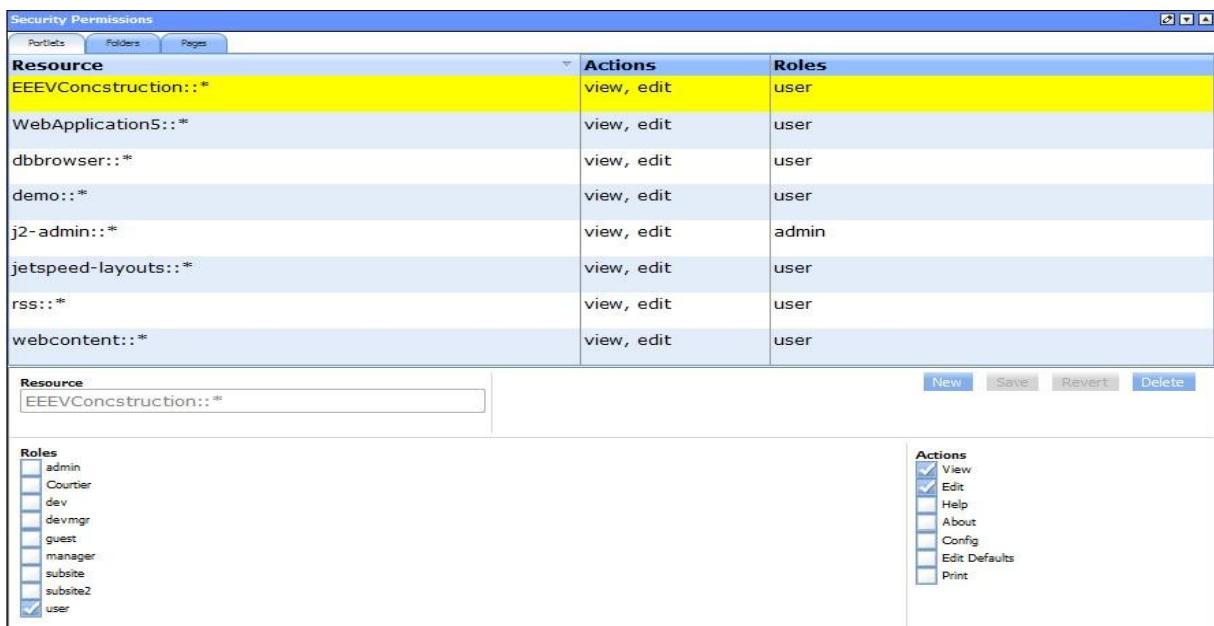 Security Permissions
Portlets Folders Pages
Resource Actions Roles
EEEVConcstruction::* view, edit user
WebApplication5::* view, edit user
dbbrowser::* view, edit user
demo::* view, edit user
j2-admin::* view, edit admin
jetspeed-layouts::* view, edit user
rss::* view, edit user
webcontent::* view, edit user
Resource
New Save Revert Delete
EEEVConcstruction::*
Roles
admin
Courtier
dev
devmgr
guest
manager
subsite
subsite2
user
Actions
View
Edit
Help
About
Config
Edit Defaults
Print